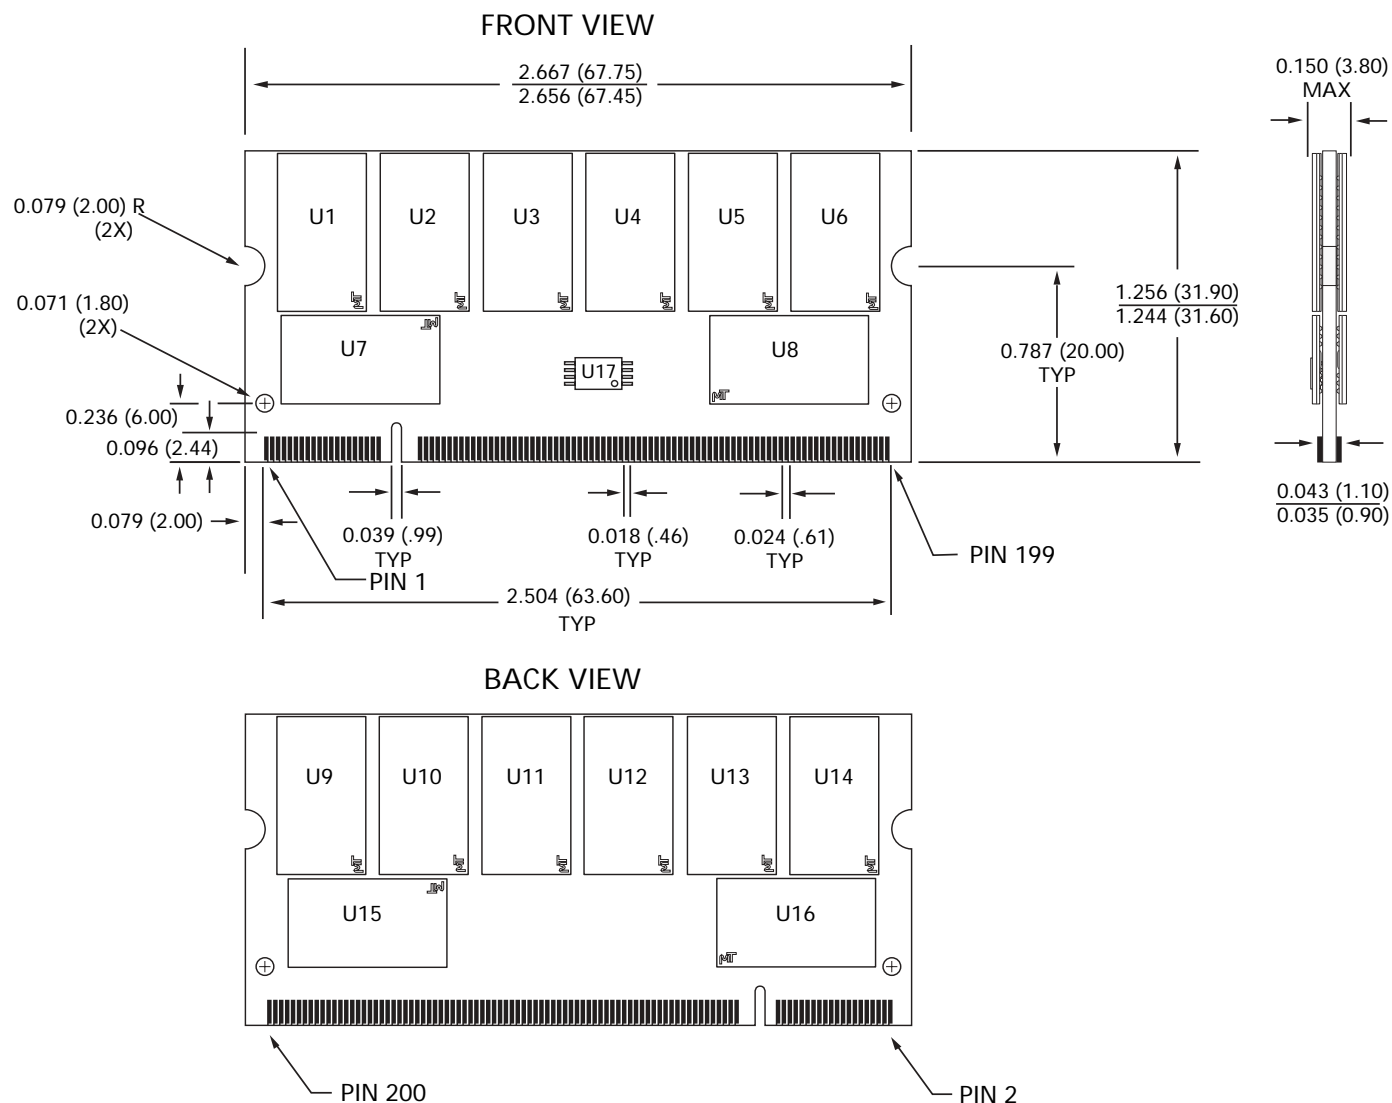 FRONT VIEW
2.667 (67.75)
2.656 (67.45)
0.150 (3.80)
MAX
U1
U2
U3
U4
U5
U6
0.079 (2.00) R
(2X)
0.071 (1.80)
(2X)
1.256 (31.90)
1.244 (31.60)
U7
U17
U8
0.787 (20.00)
TYP
0.236 (6.00)
0.096 (2.44)
0.079 (2.00)
0.039 (.99)
TYP
0.018 (.46)
TYP
0.024 (.61)
TYP
0.043 (1.10)
0.035 (0.90)
PIN 1
PIN 199
2.504 (63.60)
TYP
BACK VIEW
U9
U10
U11
U12
U13
U14
U15
U16
PIN 200
PIN 2